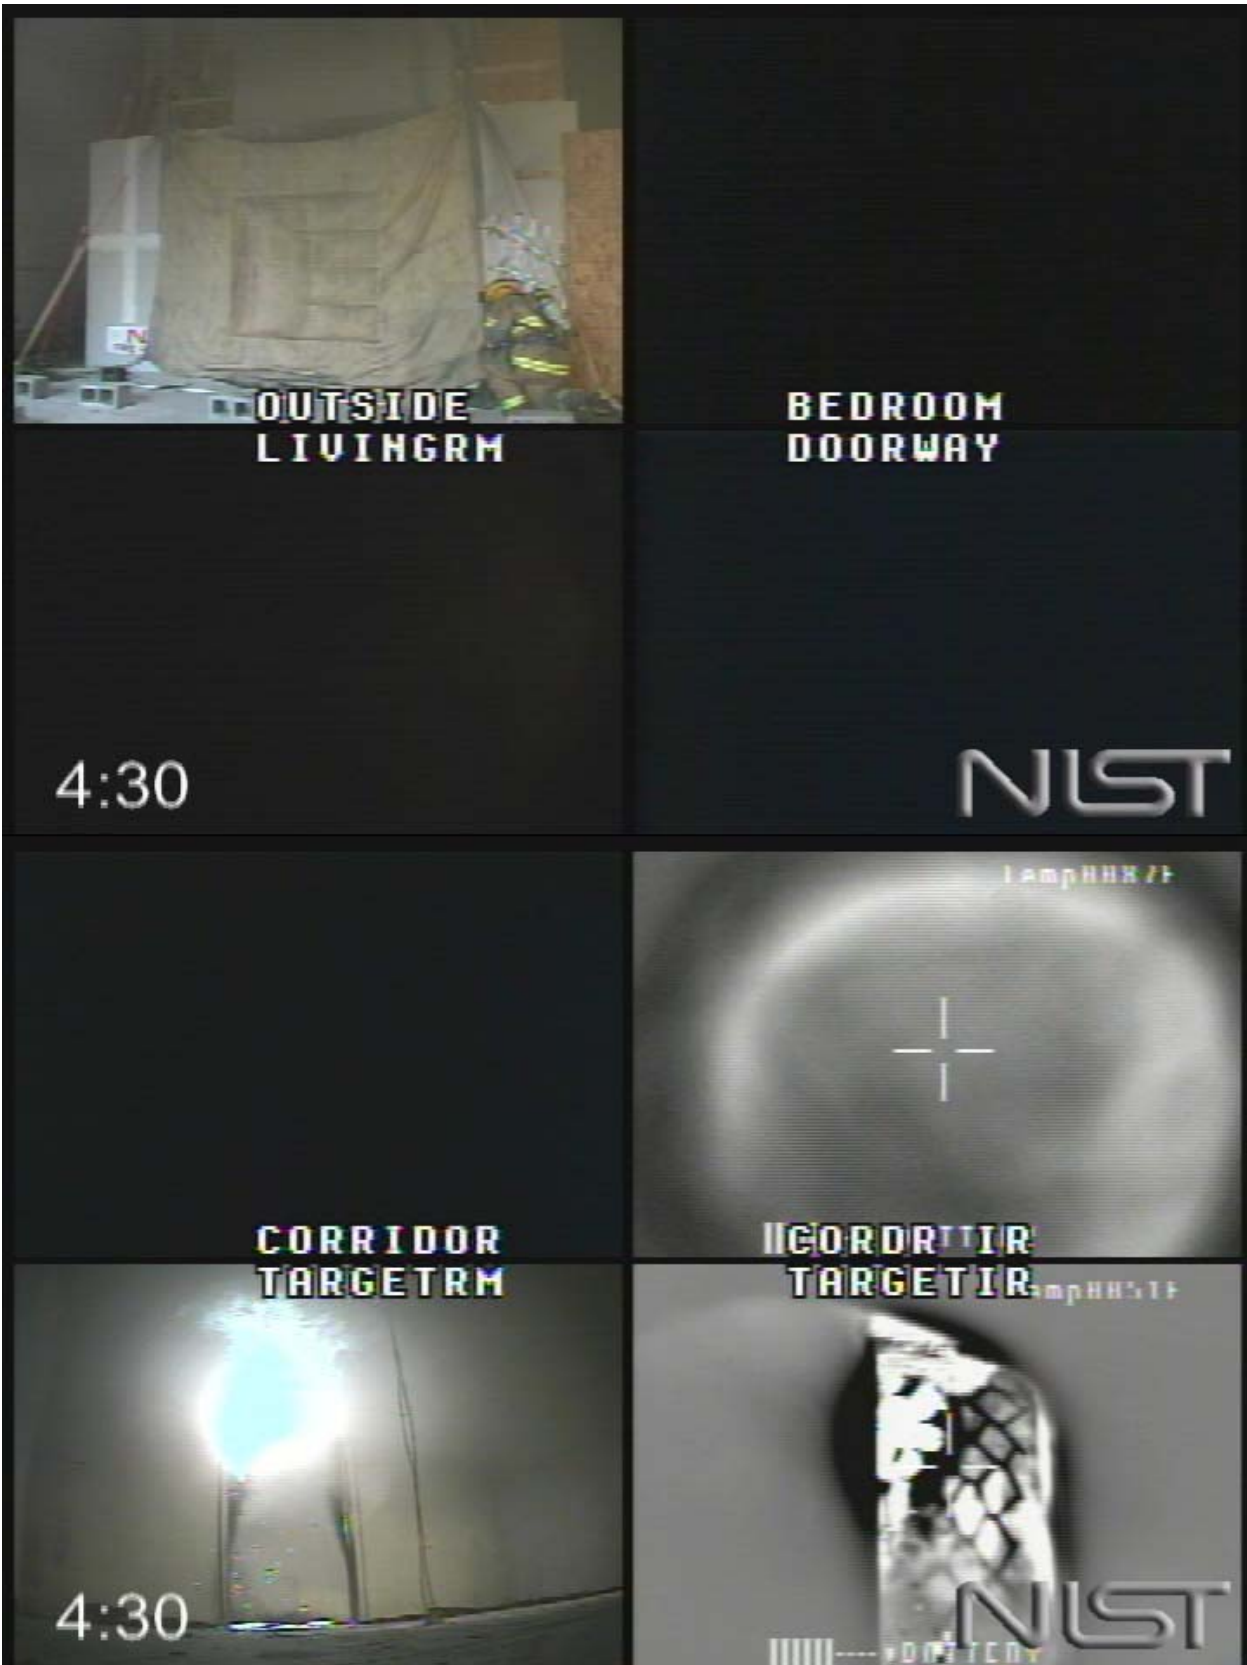 OUTSIDE
BEDROOM
LIVINGRM
DOORWAY
4:30
NIST
CORRIDOR
TARGETRM
TARGETIR
4:30
NIST